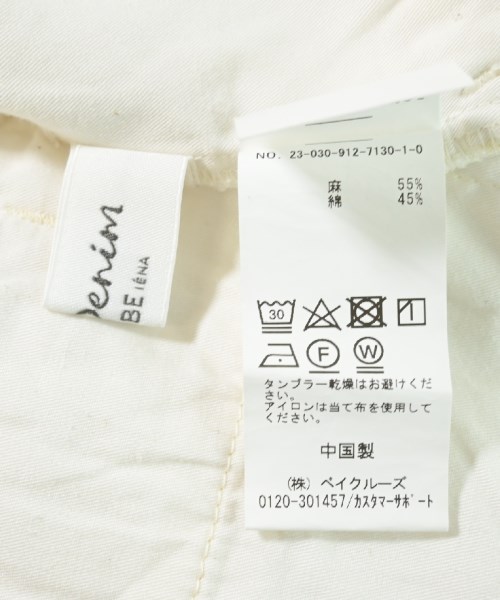 Denim
BE IÉNA
NO. 23-030-912-7130-1-0
麻 55%
綿 45%
30
F
W
タンブラー乾燥はお避けくだ
さい。
アイロンは当て布を使用して
ください。
中国製
(株) ベイクルーズ
0120-301457/カスタマーサポート